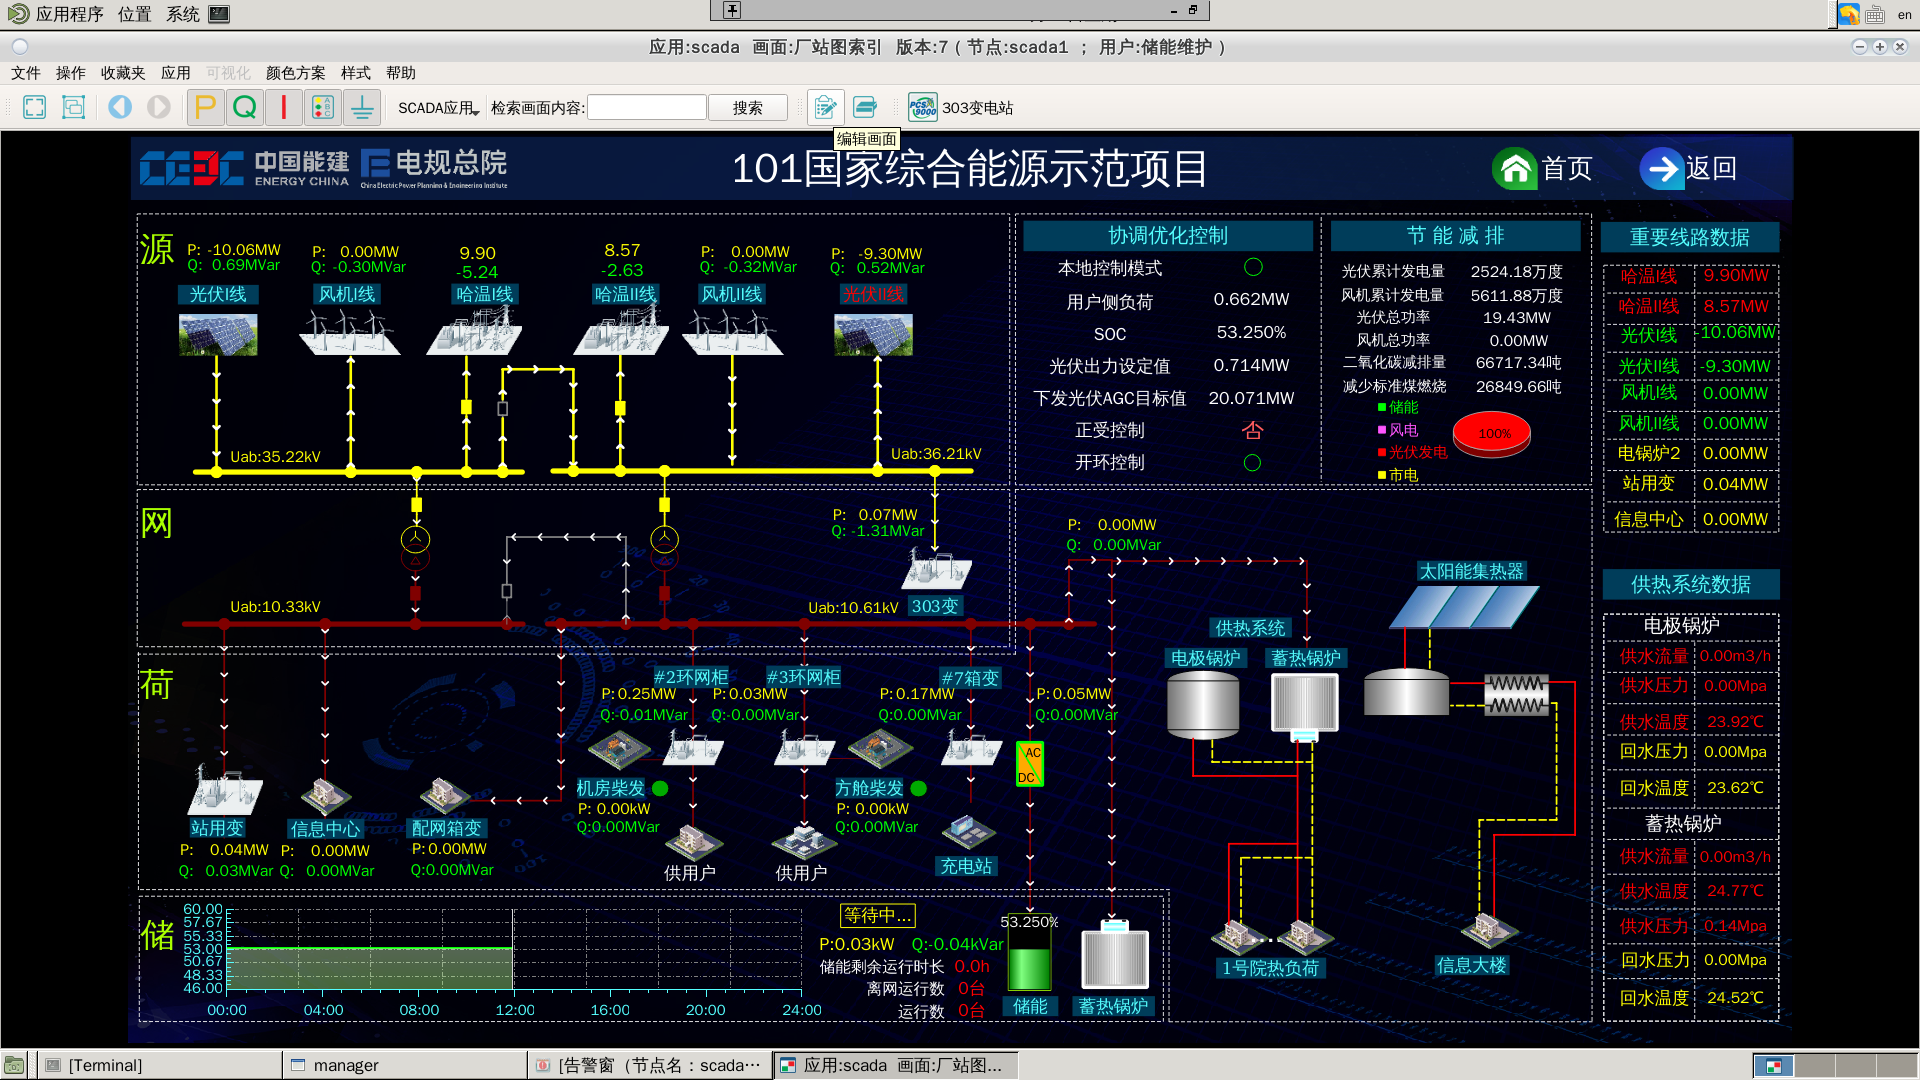 应用程序 位置 系统
en
应用:scada 画面:厂站图索引 版本:7 ( 节点:scada1 ; 用户:储能维护 )
文件 操作 收藏夹 应用 可视化 颜色方案 样式 帮助
P Q I SCADA应用 检索画面内容: 搜索 303变电站
编辑画面
中国能建 ENERGY CHINA 电规总院 China Electric Power Planning & Engineering Institute
101国家综合能源示范项目
首页 返回
源
P: -10.06MW
Q: 0.69MVar
光伏I线
P: 0.00MW
Q: -0.30MVar
风机I线
9.90
-5.24
哈温I线
8.57
-2.63
哈温II线
P: 0.00MW
Q: -0.32MVar
风机II线
P: -9.30MW
Q: 0.52MVar
光伏II线
Uab:35.22kV
Uab:36.21kV
协调优化控制
本地控制模式
用户侧负荷 0.662MW
SOC 53.250%
光伏出力设定值 0.714MW
下发光伏AGC目标值 20.071MW
正受控制 否
开环控制
节能减排
光伏累计发电量 2524.18万度
风机累计发电量 5611.88万度
光伏总功率 19.43MW
风机总功率 0.00MW
二氧化碳减排量 66717.34吨
减少标准煤燃烧 26849.66吨
储能
风电
光伏发电
市电
100%
重要线路数据
哈温I线 9.90MW
哈温II线 8.57MW
光伏I线 -10.06MW
光伏II线 -9.30MW
风机I线 0.00MW
风机II线 0.00MW
电锅炉2 0.00MW
站用变 0.04MW
信息中心 0.00MW
网
P: 0.07MW
Q: -1.31MVar
303变
Uab:10.33kV
Uab:10.61kV
P: 0.00MW
Q: 0.00MVar
太阳能集热器
供热系统
电极锅炉
蓄热锅炉
荷
#2环网柜
P:0.25MW
Q:-0.01MVar
#3环网柜
P:0.03MW
Q:-0.00MVar
#7箱变
P:0.17MW
Q:0.00MVar
P:0.05MW
Q:0.00MVar
AC
DC
机房柴发
P: 0.00kW
Q:0.00MVar
方舱柴发
P: 0.00kW
Q:0.00MVar
站用变
P: 0.04MW
Q: 0.03MVar
信息中心
P: 0.00MW
Q: 0.00MVar
配网箱变
P:0.00MW
Q:0.00MVar
供用户
供用户
充电站
供热系统数据
电极锅炉
供水流量 0.00m3/h
供水压力 0.00Mpa
供水温度 23.92℃
回水压力 0.00Mpa
回水温度 23.62℃
蓄热锅炉
供水流量 0.00m3/h
供水温度 24.77℃
供水压力 0.14Mpa
回水压力 0.00Mpa
回水温度 24.52℃
储
60.00
57.67
55.33
53.00
50.67
48.33
46.00
00:00 04:00 08:00 12:00 16:00 20:00 24:00
等待中...
P:0.03kW Q:-0.04kVar
储能剩余运行时长 0.0h
离网运行数 0台
运行数 0台
53.250%
储能
蓄热锅炉
1号院热负荷
信息大楼
[Terminal] manager [告警窗（节点名：scada… 应用:scada 画面:厂站图...